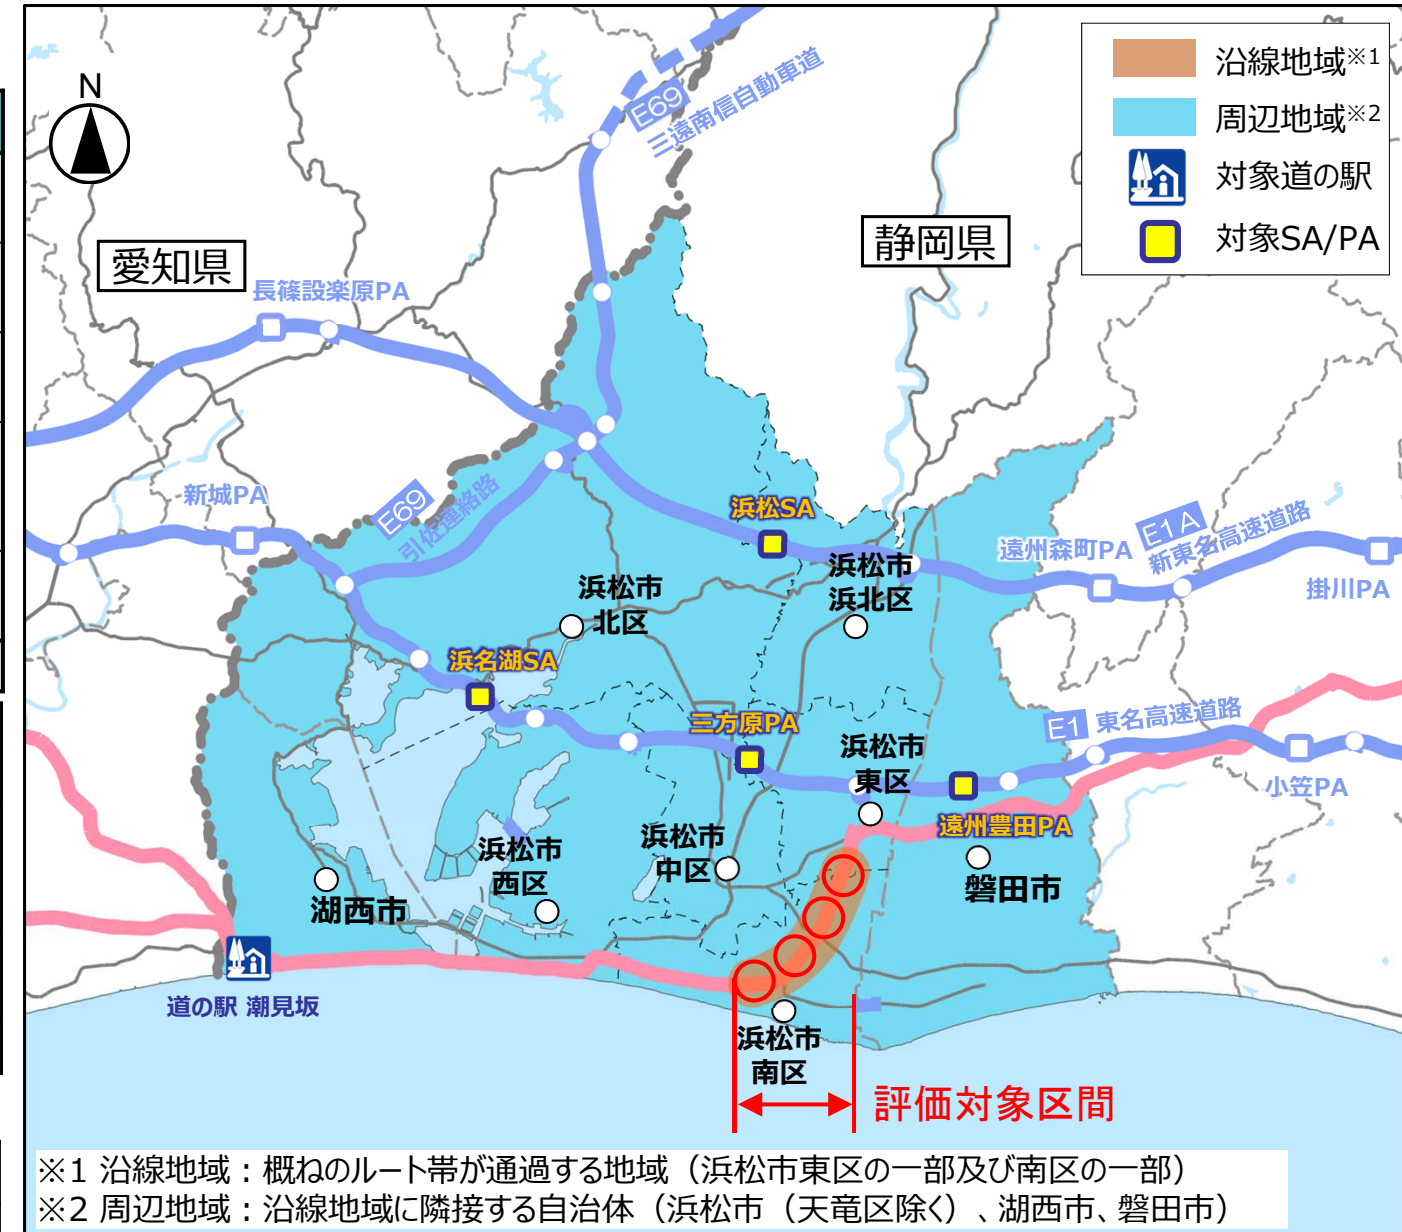 N
沿線地域※1
周辺地域※2
対象道の駅
対象SA/PA
E69
三遠南信自動車道
愛知県
静岡県
長篠設楽原PA
新城PA
E69
引佐連絡路
浜松SA
浜松市
北区
浜松市
浜北区
遠州森町PA
E1A
新東名高速道路
掛川PA
浜名湖SA
三方原PA
浜松市
東区
E1 東名高速道路
小笠PA
遠州豊田PA
浜松市
西区
浜松市
中区
湖西市
磐田市
道の駅 潮見坂
浜松市
南区
評価対象区間
※1 沿線地域：概ねのルート帯が通過する地域（浜松市東区の一部及び南区の一部）
※2 周辺地域：沿線地域に隣接する自治体（浜松市（天竜区除く）、湖西市、磐田市）